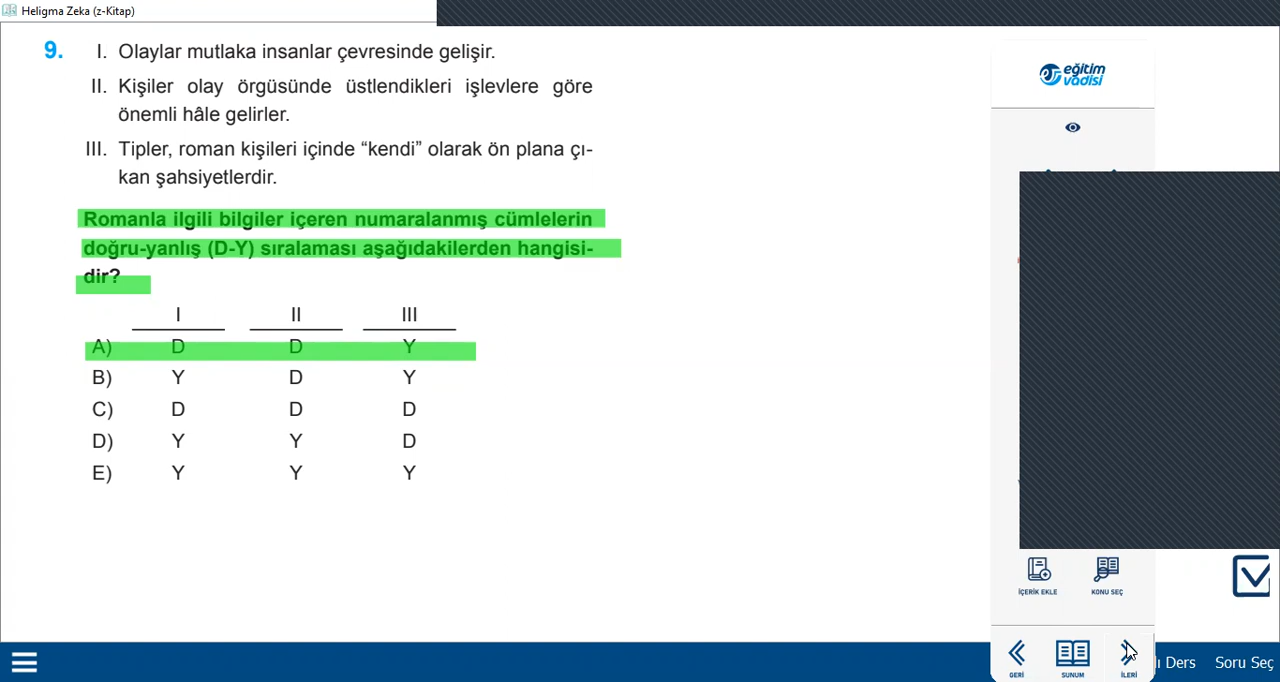 Heligma Zeka (z-Kitap)
9. I. Olaylar mutlaka insanlar çevresinde gelişir.
II. Kişiler olay örgüsünde üstlendikleri işlevlere göre
önemli hâle gelirler.
III. Tipler, roman kişileri içinde “kendi” olarak ön plana çı-
kan şahsiyetlerdir.
Romanla ilgili bilgiler içeren numaralanmış cümlelerin
doğru-yanlış (D-Y) sıralaması aşağıdakilerden hangisi-
dir?
I II III
A) D D Y
B) Y D Y
C) D D D
D) Y Y D
E) Y Y Y
eğitim
vadisi
İÇERİK EKLE KONU SEÇ
GERİ SUNUM İLERİ
Ders Soru Seç